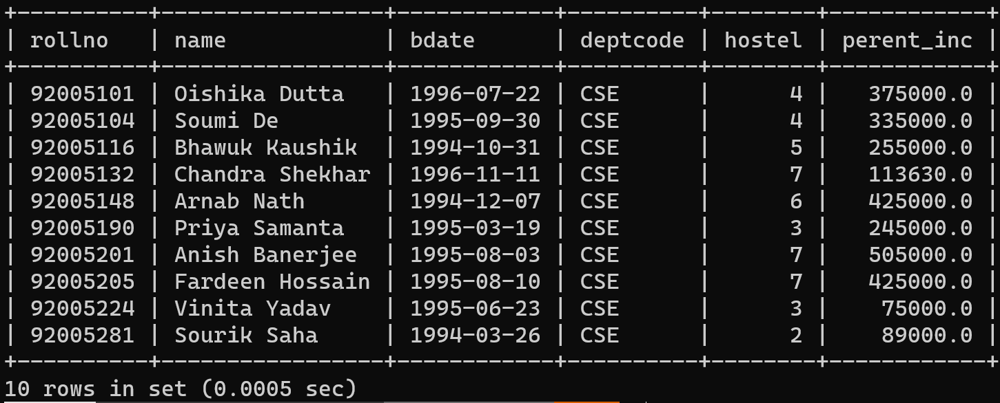 +----------+-----------------+------------+----------+--------+------------+
| rollno   | name            | bdate      | deptcode | hostel | perent_inc |
+----------+-----------------+------------+----------+--------+------------+
| 92005101 | Oishika Dutta   | 1996-07-22 | CSE      |      4 |   375000.0 |
| 92005104 | Soumi De        | 1995-09-30 | CSE      |      4 |   335000.0 |
| 92005116 | Bhawuk Kaushik  | 1994-10-31 | CSE      |      5 |   255000.0 |
| 92005132 | Chandra Shekhar | 1996-11-11 | CSE      |      7 |   113630.0 |
| 92005148 | Arnab Nath      | 1994-12-07 | CSE      |      6 |   425000.0 |
| 92005190 | Priya Samanta   | 1995-03-19 | CSE      |      3 |   245000.0 |
| 92005201 | Anish Banerjee  | 1995-08-03 | CSE      |      7 |   505000.0 |
| 92005205 | Fardeen Hossain | 1995-08-10 | CSE      |      7 |   425000.0 |
| 92005224 | Vinita Yadav    | 1995-06-23 | CSE      |      3 |    75000.0 |
| 92005281 | Sourik Saha     | 1994-03-26 | CSE      |      2 |    89000.0 |
+----------+-----------------+------------+----------+--------+------------+
10 rows in set (0.0005 sec)